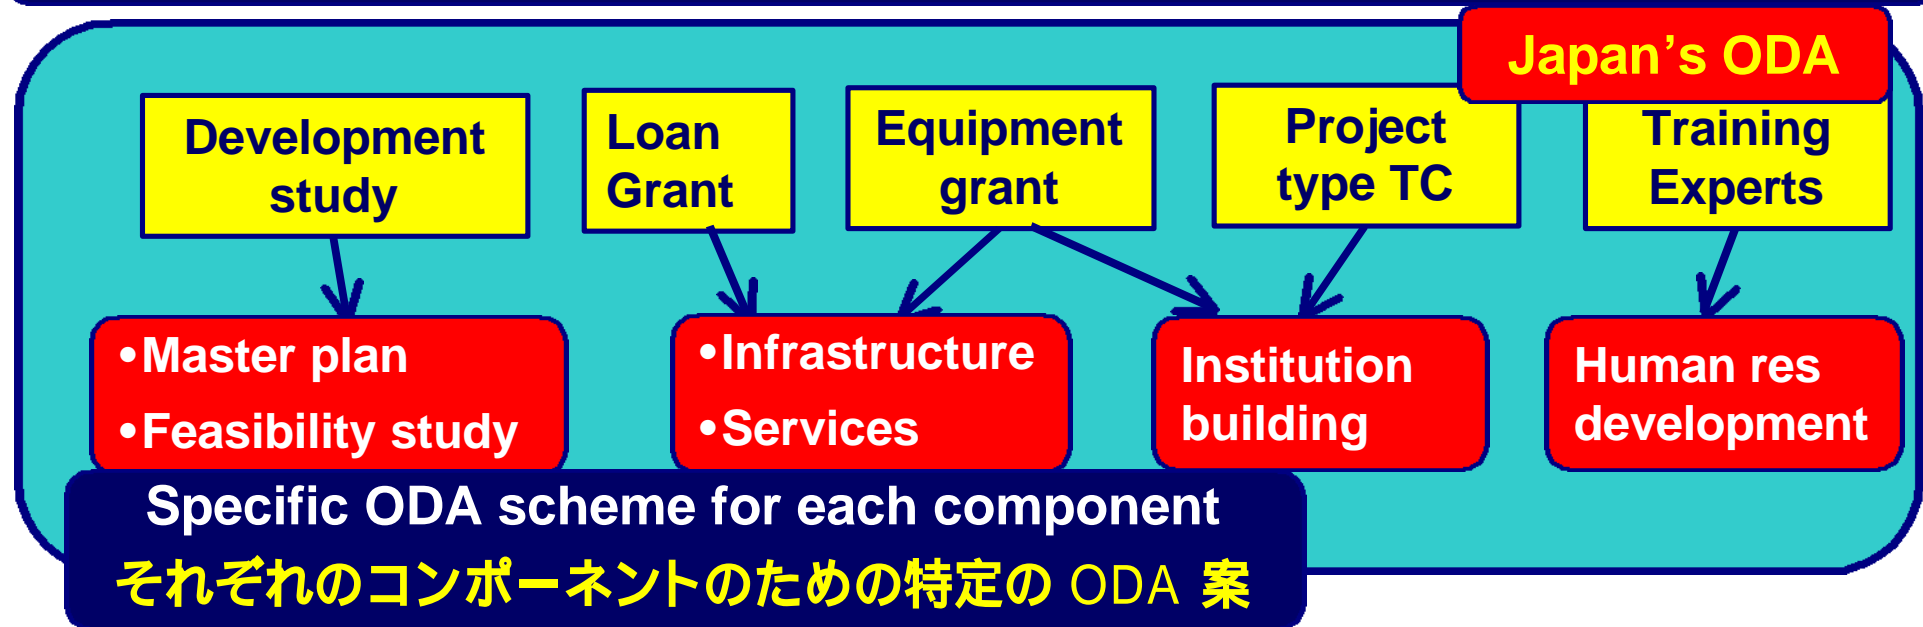 Japan’s ODA
Development
study
Loan
Grant
Equipment
grant
Project
type TC
Training
Experts
•Master plan
•Feasibility study
•Infrastructure
•Services
Institution
building
Human res
development
Specific ODA scheme for each component
それぞれのコンポーネントのための特定の ODA 案